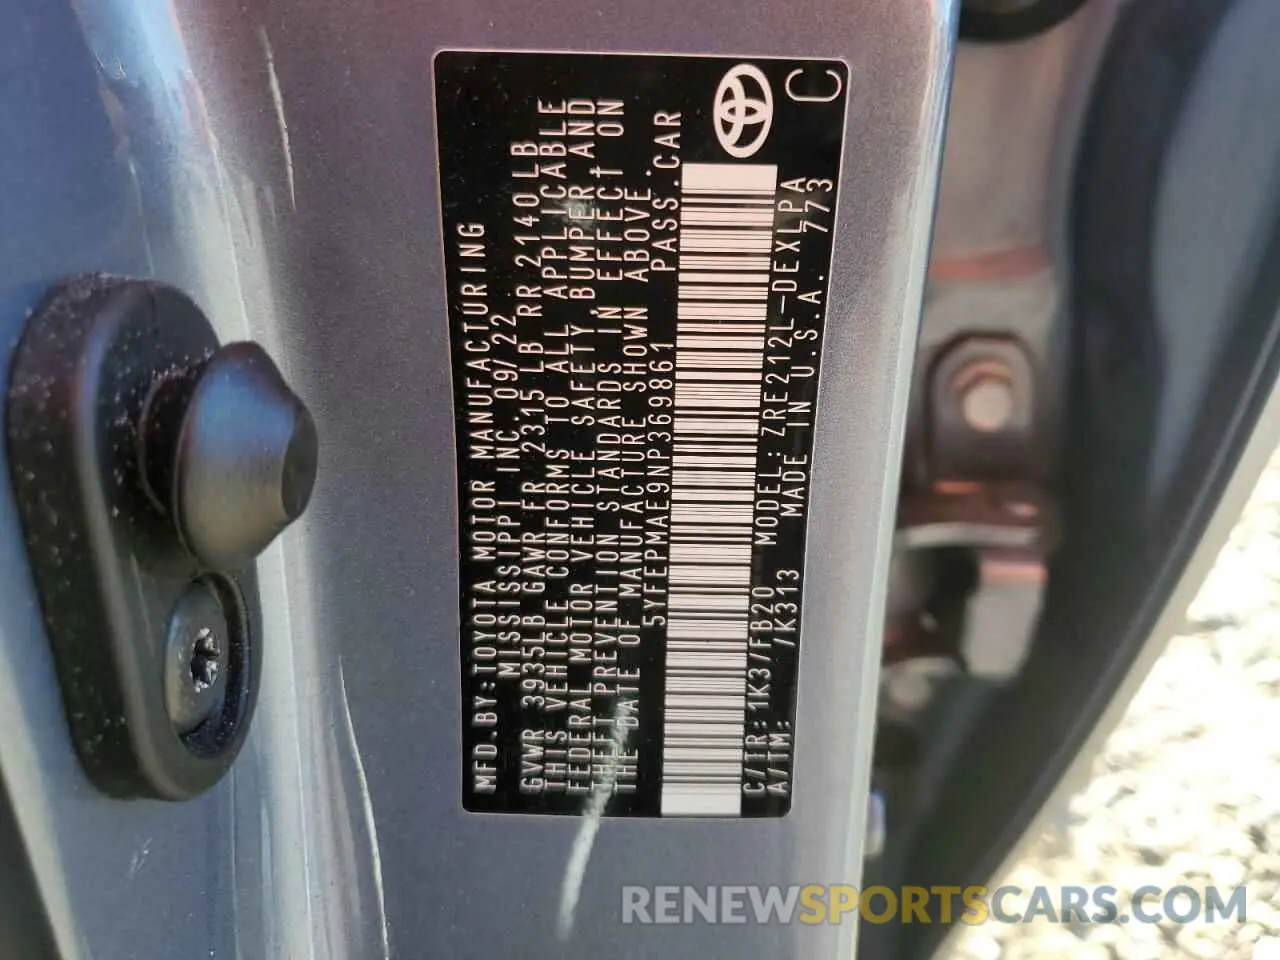 MFD.BY:TOYOTA MOTOR MANUFACTURING
MISSISSIPPI INC. 09/22
GVWR 3935LB GAWR FR 2315LB RR 2140LB
THIS VEHICLE CONFORMS TO ALL APPLICABLE
FEDERAL MOTOR VEHICLE SAFETY, BUMPER, AND
THEFT PREVENTION STANDARDS IN EFFECT ON
THE DATE OF MANUFACTURE SHOWN ABOVE.
5YFEPMAE9NP369861 PASS.CAR
C/TR: 1K3/FB20 MODEL: ZRE212L-DEXLPA
A/TM: /K313 MADE IN U.S.A. 773
C
RENEWSPORTSCARS.COM